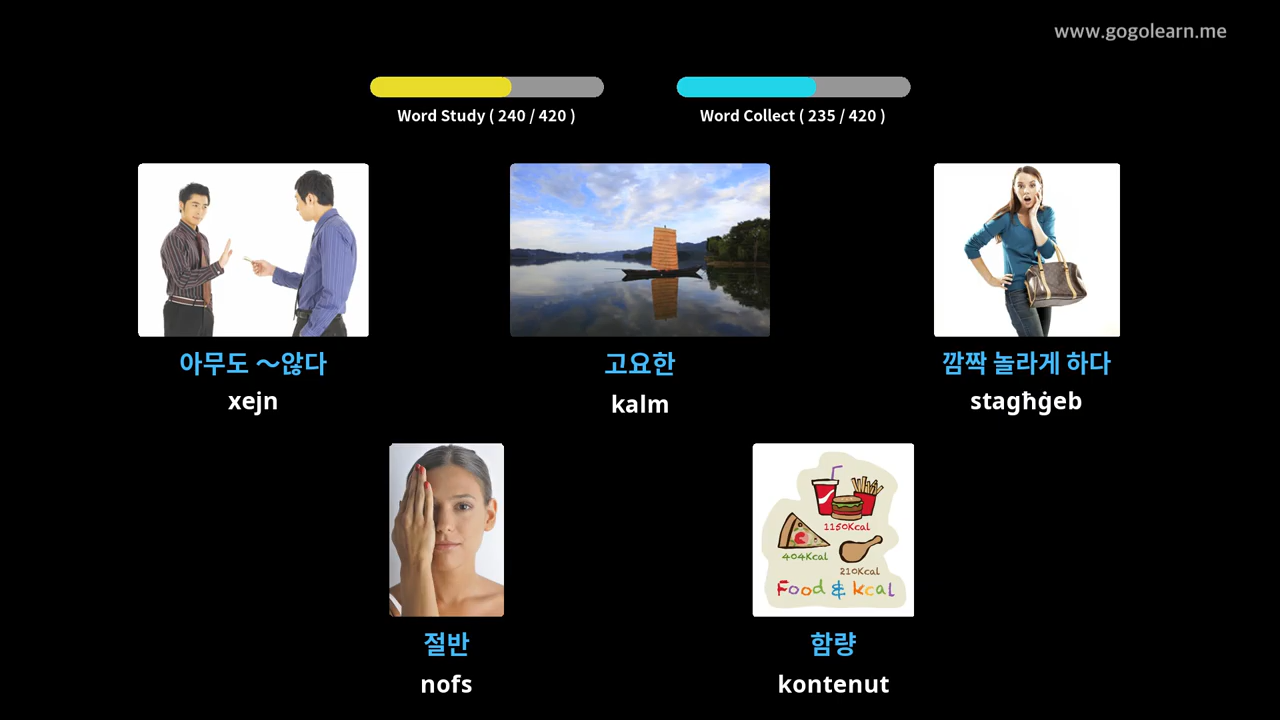 www.gogolearn.me
Word Study ( 240 / 420 )
Word Collect ( 235 / 420 )
아무도 ～않다
xejn
고요한
kalm
깜짝 놀라게 하다
stagħġeb
절반
nofs
1150Kcal
404Kcal
210Kcal
Food & kcal
함량
kontenut